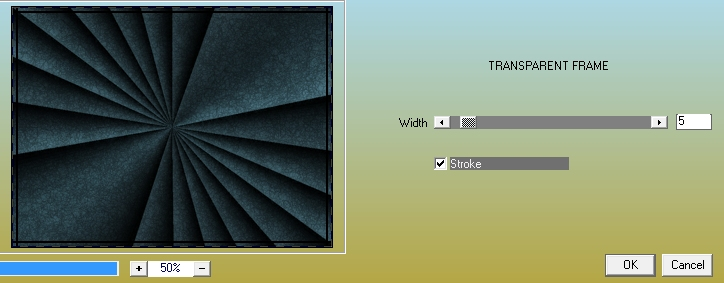 TRANSPARENT FRAME
Width 5
Stroke
+ 50% −
OK Cancel